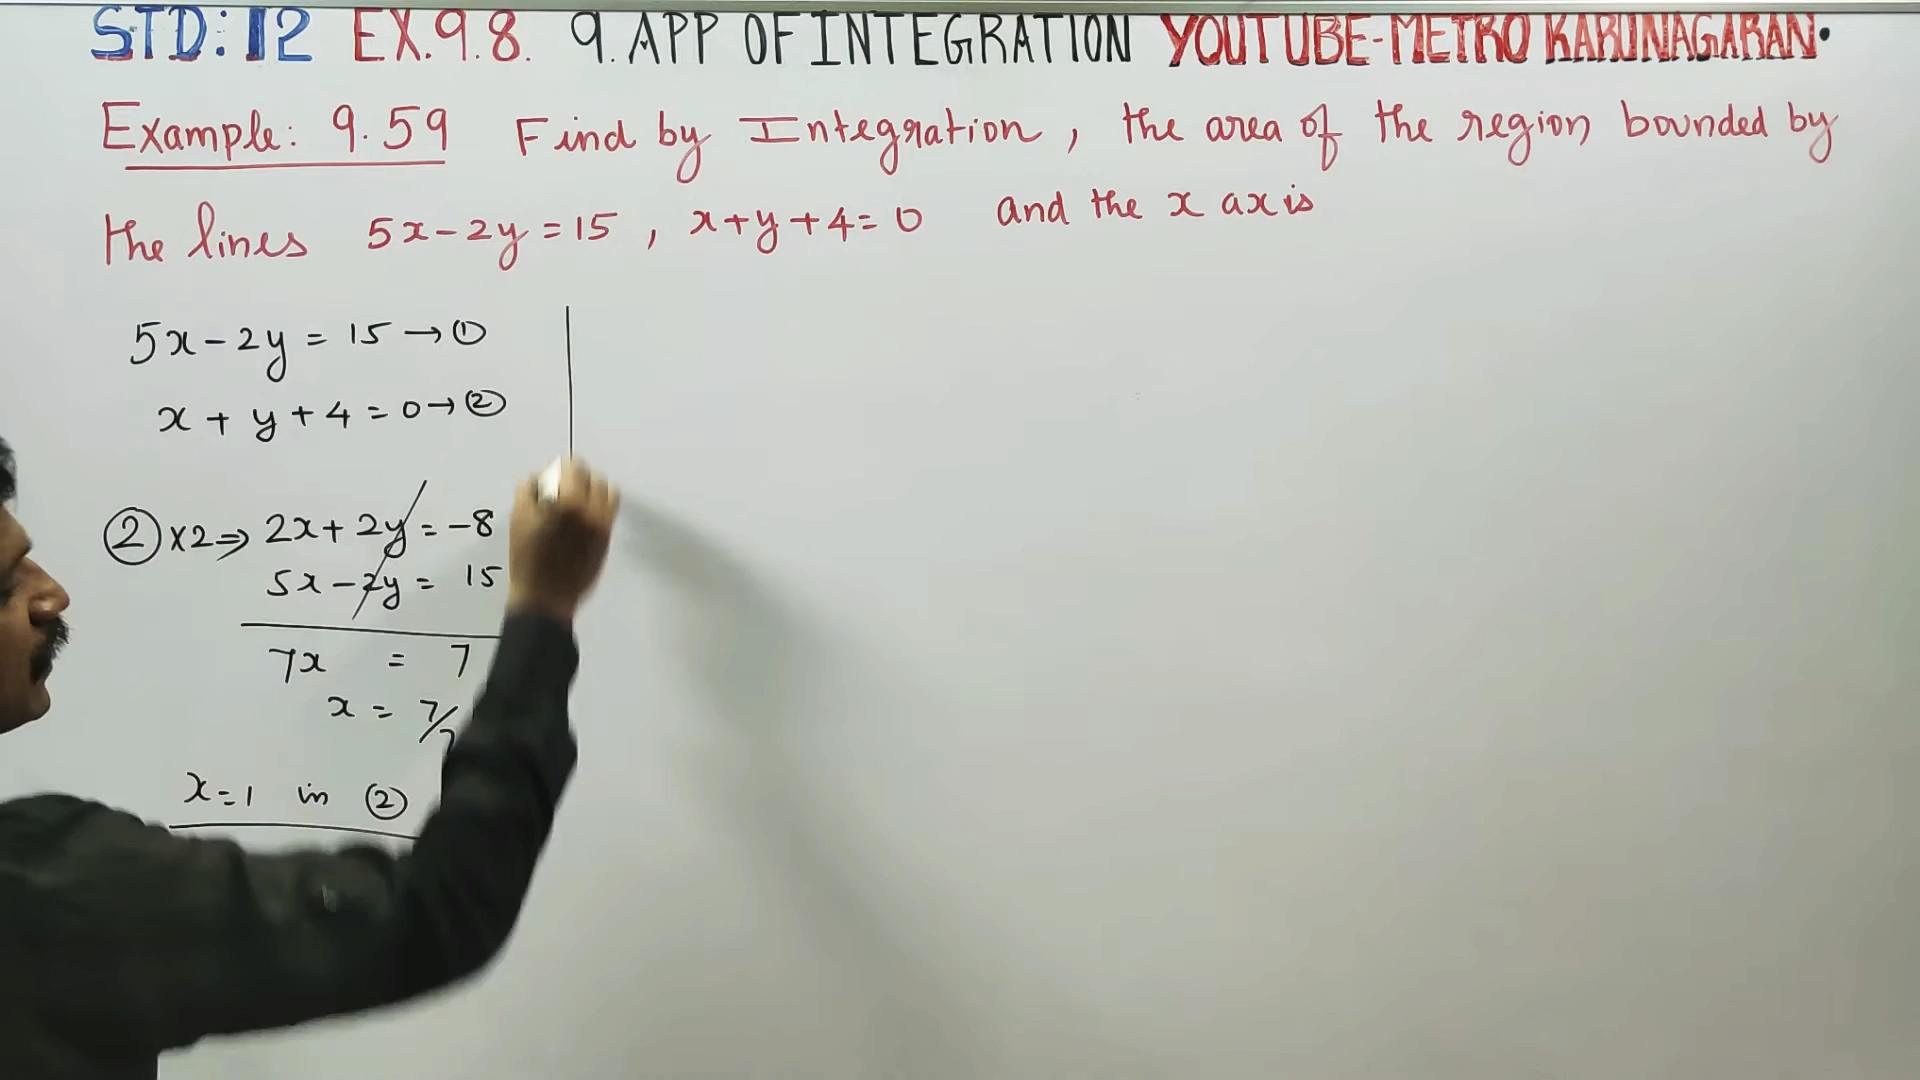 STD: 12 EX.9.8. 9. APP OF INTEGRATION YOUTUBE-METRO KARUNAGARAN.
Example: 9.59 Find by Integration, the area of the region bounded by
the lines 5x-2y=15, x+y+4=0 and the x axis
5x-2y = 15 → ①
x + y + 4 = 0 → ②
② x2 ⇒ 2x+2y = -8
5x-2y = 15
7x = 7
x = 7/7
x=1 in ②